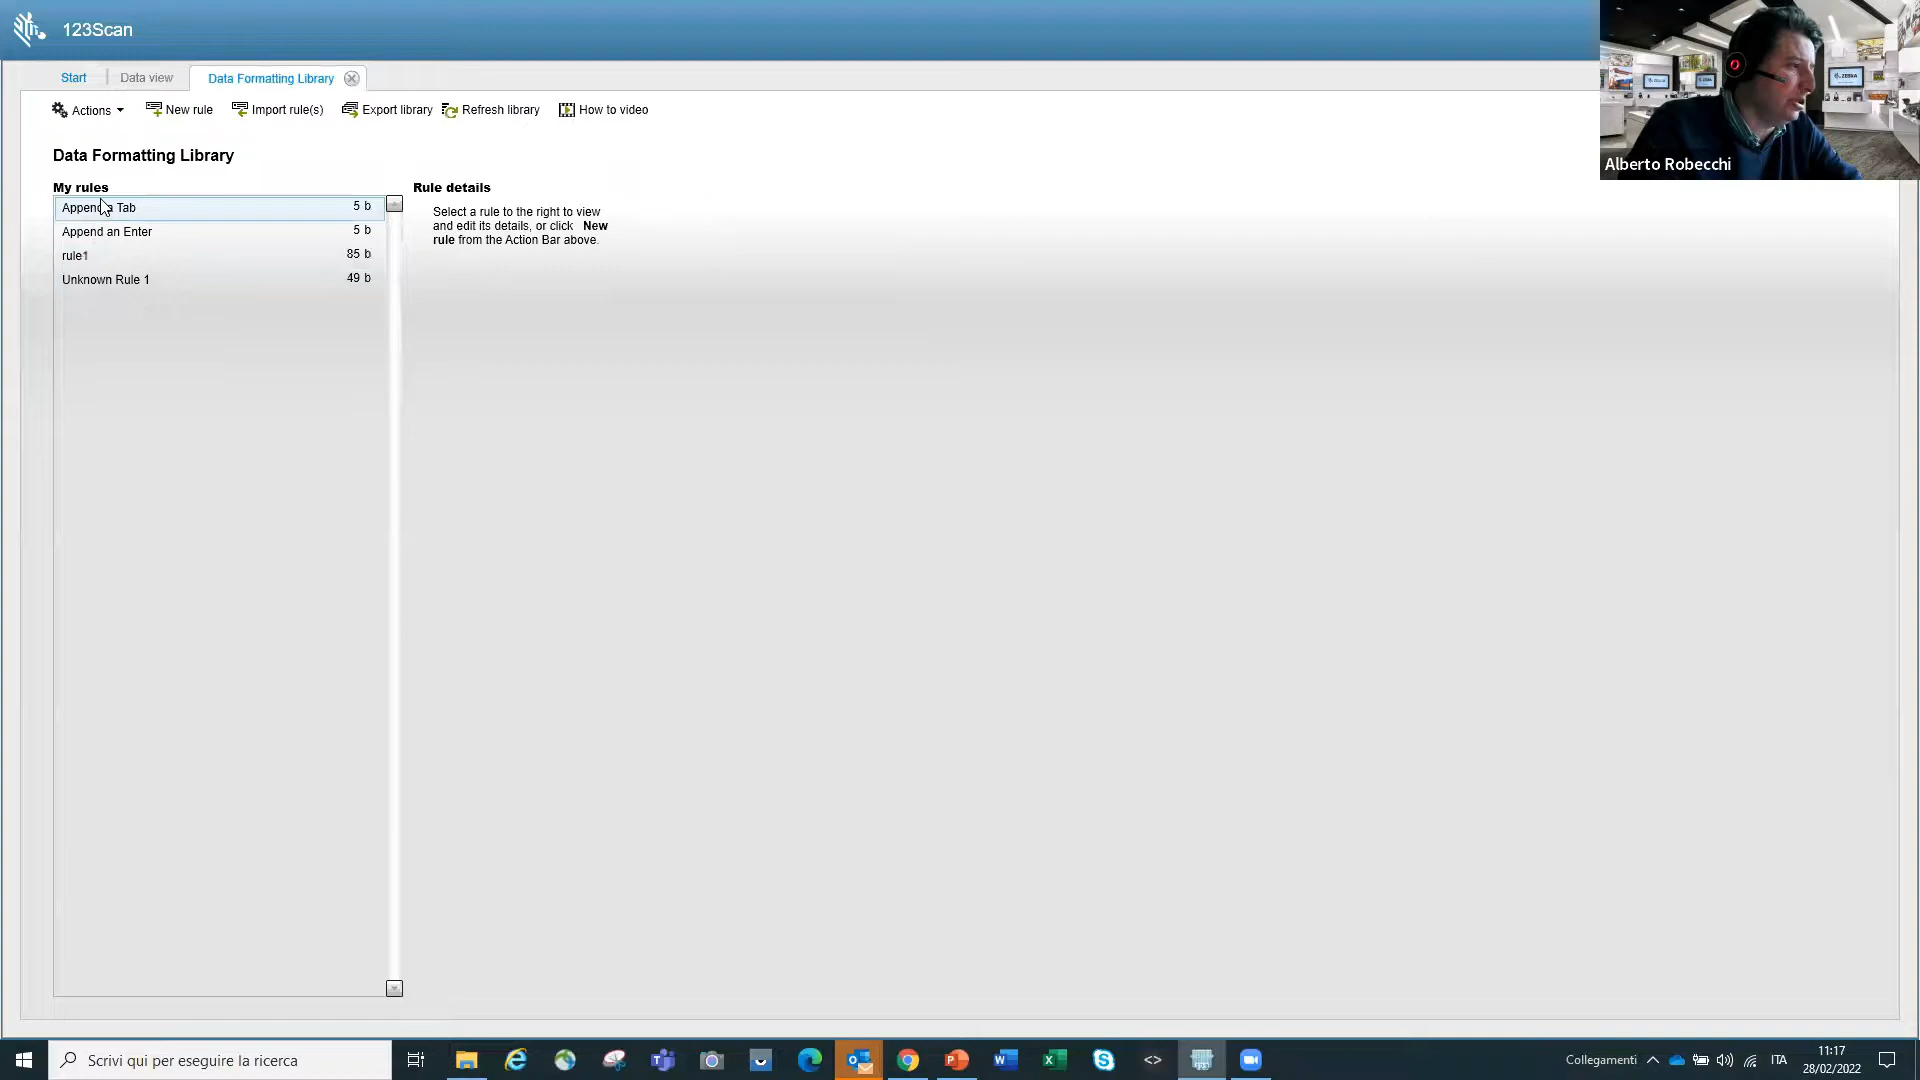 123Scan
Start
Data view
Data Formatting Library
Actions
New rule
Import rule(s)
Export library
Refresh library
How to video
Data Formatting Library
My rules
Append a Tab 5 b
Append an Enter 5 b
rule1 85 b
Unknown Rule 1 49 b
Rule details
Select a rule to the right to view
and edit its details, or click New
rule from the Action Bar above.
ZEBRA
Alberto Robecchi
Scrivi qui per eseguire la ricerca
Collegamenti
ITA
11:17
28/02/2022